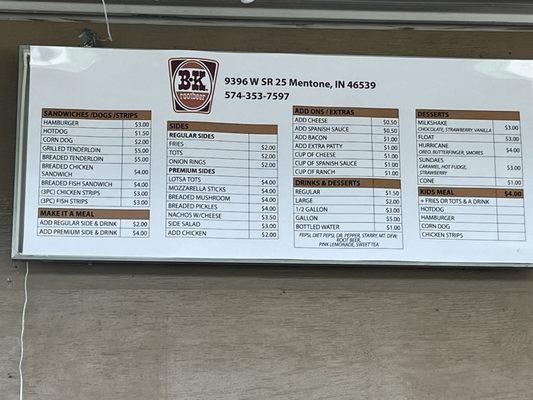 B·K
rootbeer
9396 W SR 25 Mentone, IN 46539
574-353-7597
SANDWICHES /DOGS /STRIPS
HAMBURGER $3.00
HOTDOG $1.50
CORN DOG $2.00
GRILLED TENDERLOIN $5.00
BREADED TENDERLOIN $5.00
BREADED CHICKEN
SANDWICH $4.00
BREADED FISH SANDWICH $4.00
(3PC) CHICKEN STRIPS $3.00
(3PC) FISH STRIPS $3.00
MAKE IT A MEAL
ADD REGULAR SIDE & DRINK $2.00
ADD PREMIUM SIDE & DRINK $4.00
SIDES
REGULAR SIDES
FRIES $2.00
TOTS $2.00
ONION RINGS $2.00
PREMIUM SIDES
LOTSA TOTS $4.00
MOZZARELLA STICKS $4.00
BREADED MUSHROOM $4.00
BREADED PICKLES $4.00
NACHOS W/CHEESE $3.50
SIDE SALAD $3.00
ADD CHICKEN $2.00
ADD ONS / EXTRAS
ADD CHEESE $0.50
ADD SPANISH SAUCE $0.50
ADD BACON $1.00
ADD EXTRA PATTY $1.00
CUP OF CHEESE $1.00
CUP OF SPANISH SAUCE $1.00
CUP OF RANCH $1.00
DRINKS & DESSERTS
REGULAR $1.50
LARGE $2.00
1/2 GALLON $3.00
GALLON $5.00
BOTTLED WATER $1.00
PEPSI, DIET PEPSI, DR. PEPPER, STARRY, MT. DEW,
ROOT BEER,
PINK LEMONADE, SWEET TEA
DESSERTS
MILKSHAKE
CHOCOLATE, STRAWBERRY, VANILLA $3.00
FLOAT $3.00
HURRICANE
OREO, BUTTERFINGER, SMORES $4.00
SUNDAES
CARAMEL, HOT FUDGE,
STRAWBERRY $3.00
CONE $1.00
KIDS MEAL $4.00
+ FRIES OR TOTS & A DRINK
HOTDOG
HAMBURGER
CORN DOG
CHICKEN STRIPS